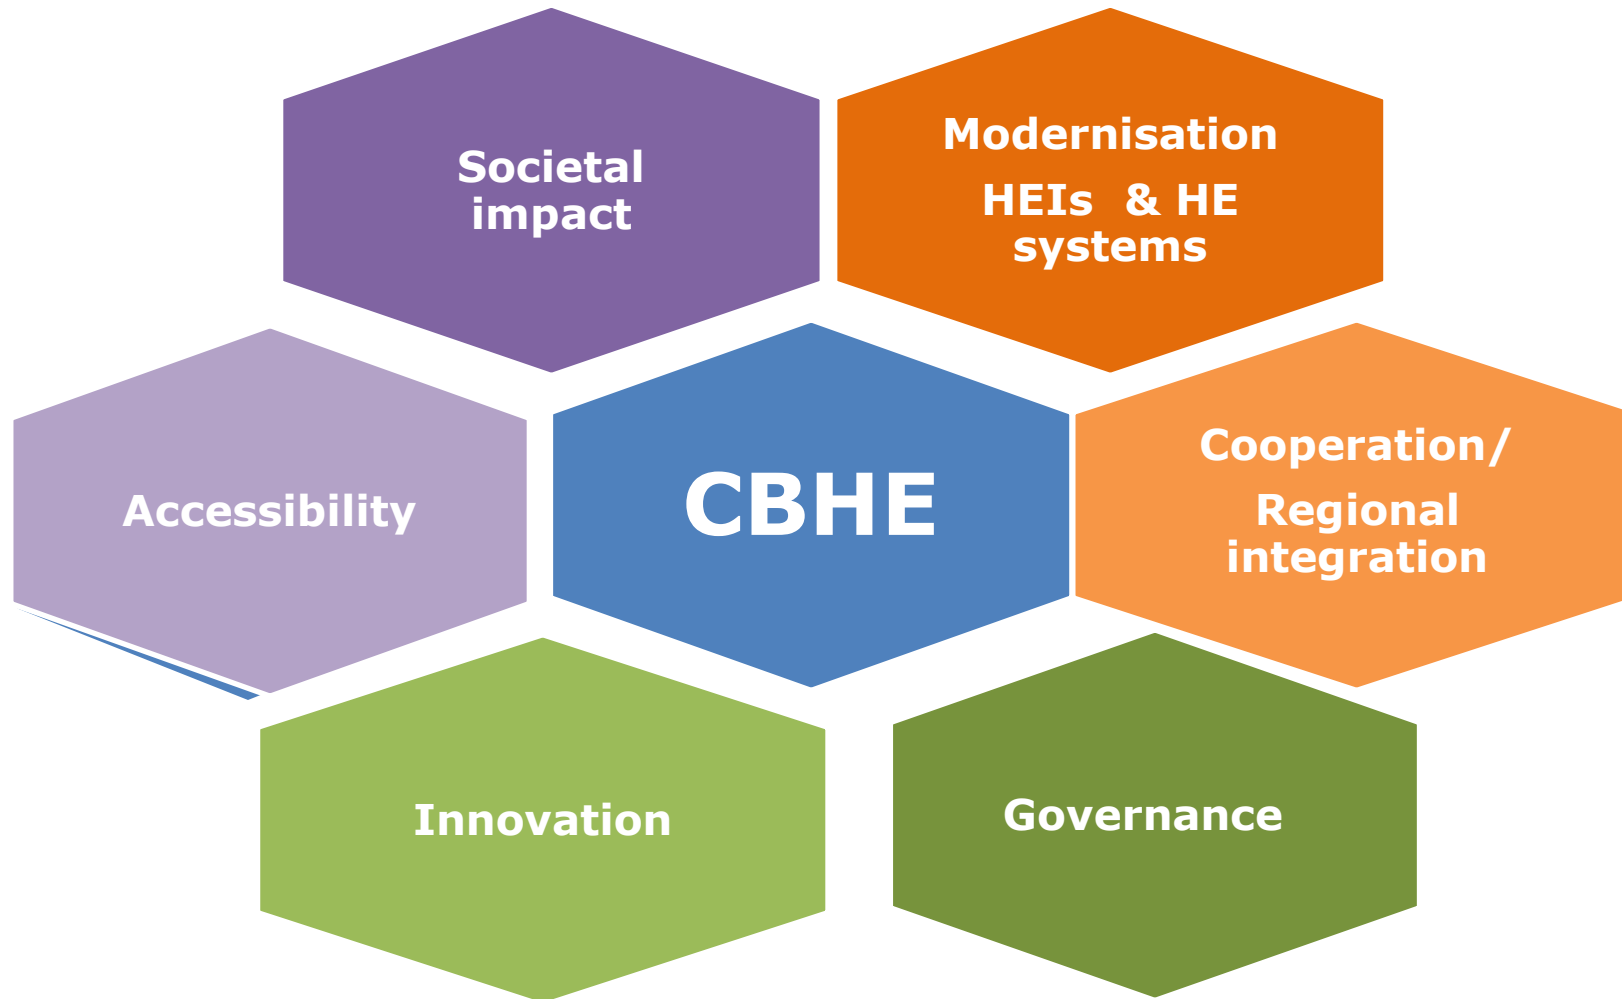 Societal
impact
Modernisation
HEIs & HE
systems
Accessibility
CBHE
Cooperation/
Regional
integration
Innovation
Governance